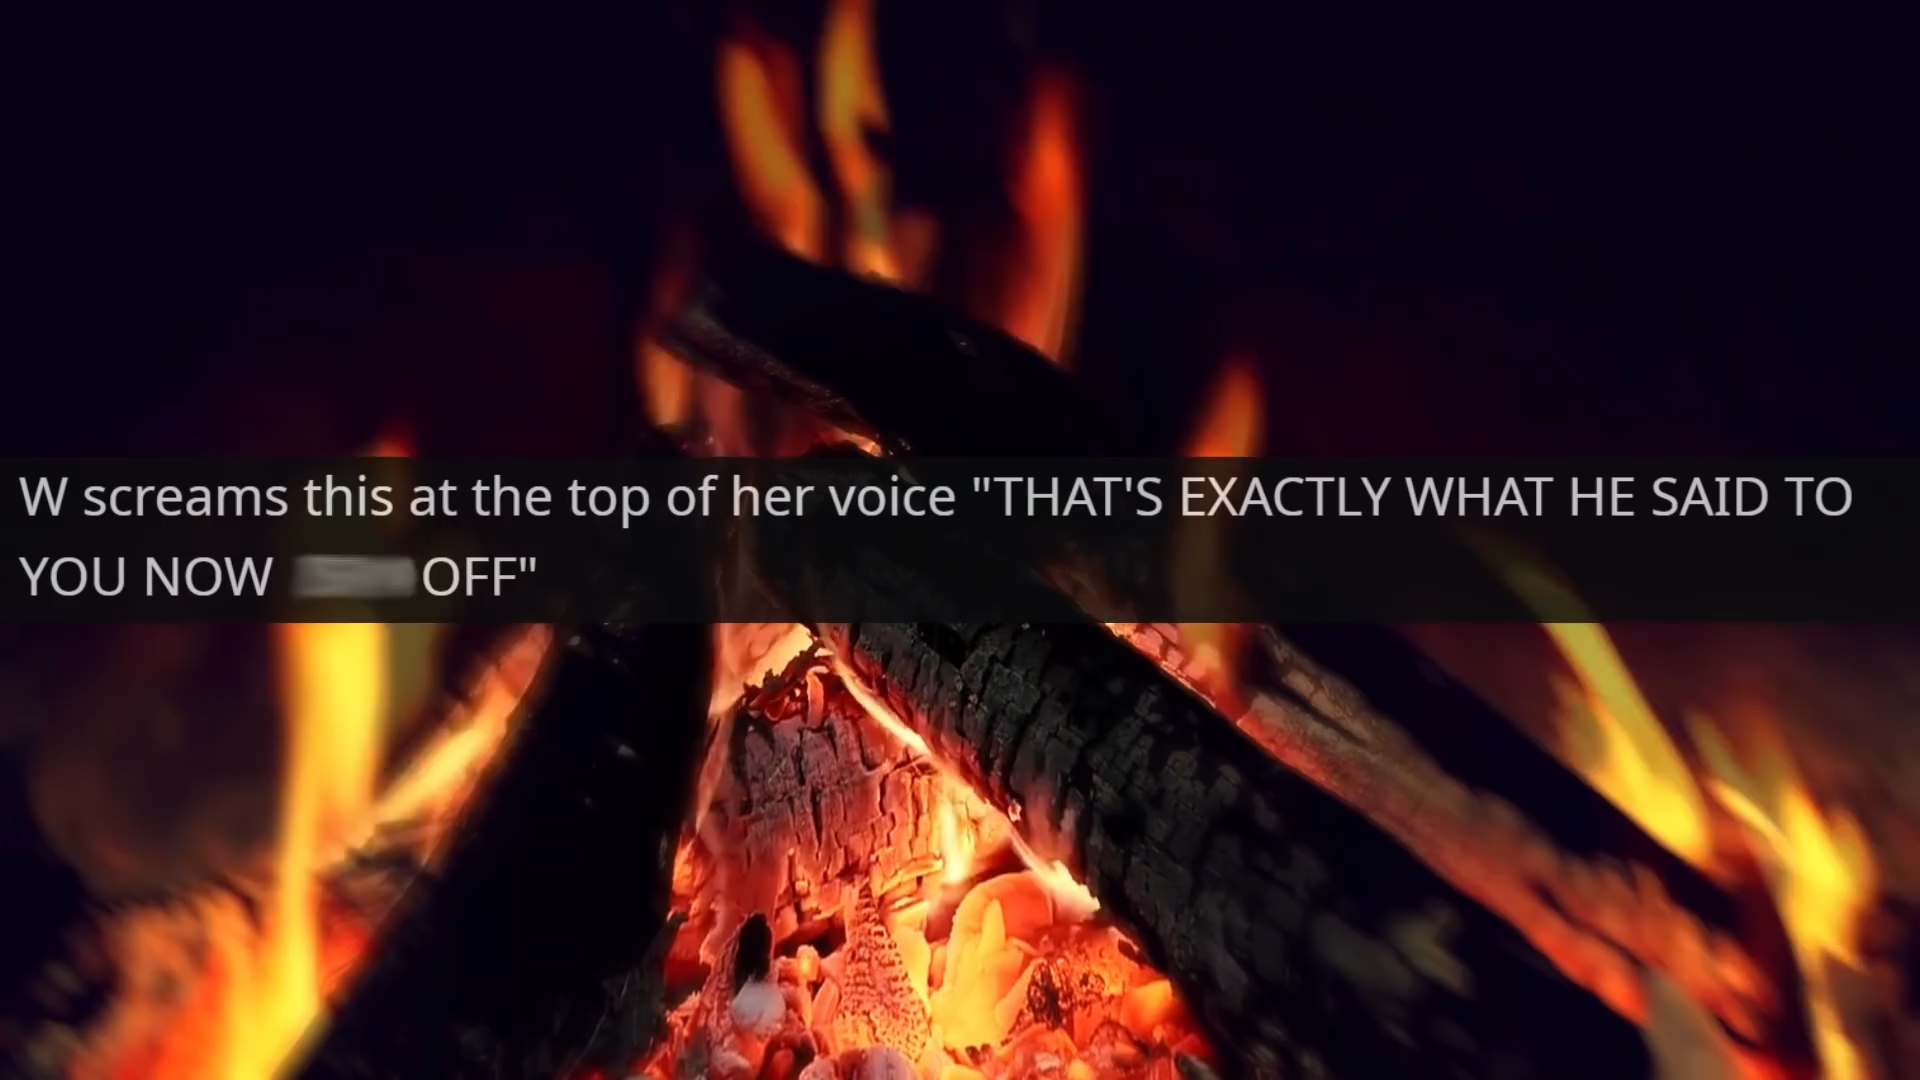 W screams this at the top of her voice "THAT'S EXACTLY WHAT HE SAID TO
YOU NOW OFF"